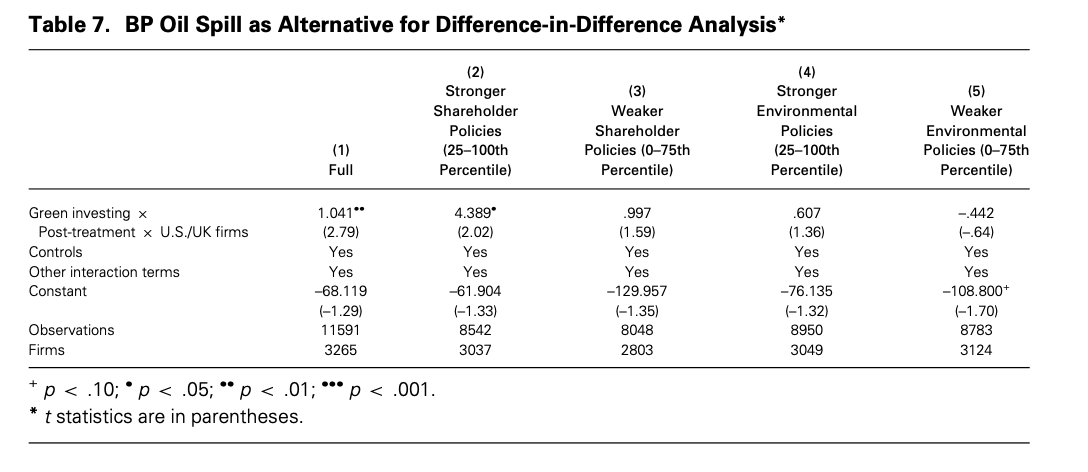 Table 7. BP Oil Spill as Alternative for Difference-in-Difference Analysis*
(2) (4)
Stronger (3) Stronger (5)
Shareholder Weaker Environmental Weaker
Policies Shareholder Policies Environmental
(1) (25–100th Policies (0–75th (25–100th Policies (0–75th
Full Percentile) Percentile) Percentile) Percentile)
Green investing × 1.041•• 4.389• .997 .607 –.442
Post-treatment × U.S./UK firms (2.79) (2.02) (1.59) (1.36) (–.64)
Controls Yes Yes Yes Yes Yes
Other interaction terms Yes Yes Yes Yes Yes
Constant –68.119 –61.904 –129.957 –76.135 –108.800+
(–1.29) (–1.33) (–1.35) (–1.32) (–1.70)
Observations 11591 8542 8048 8950 8783
Firms 3265 3037 2803 3049 3124
+ p < .10; • p < .05; •• p < .01; ••• p < .001.
* t statistics are in parentheses.